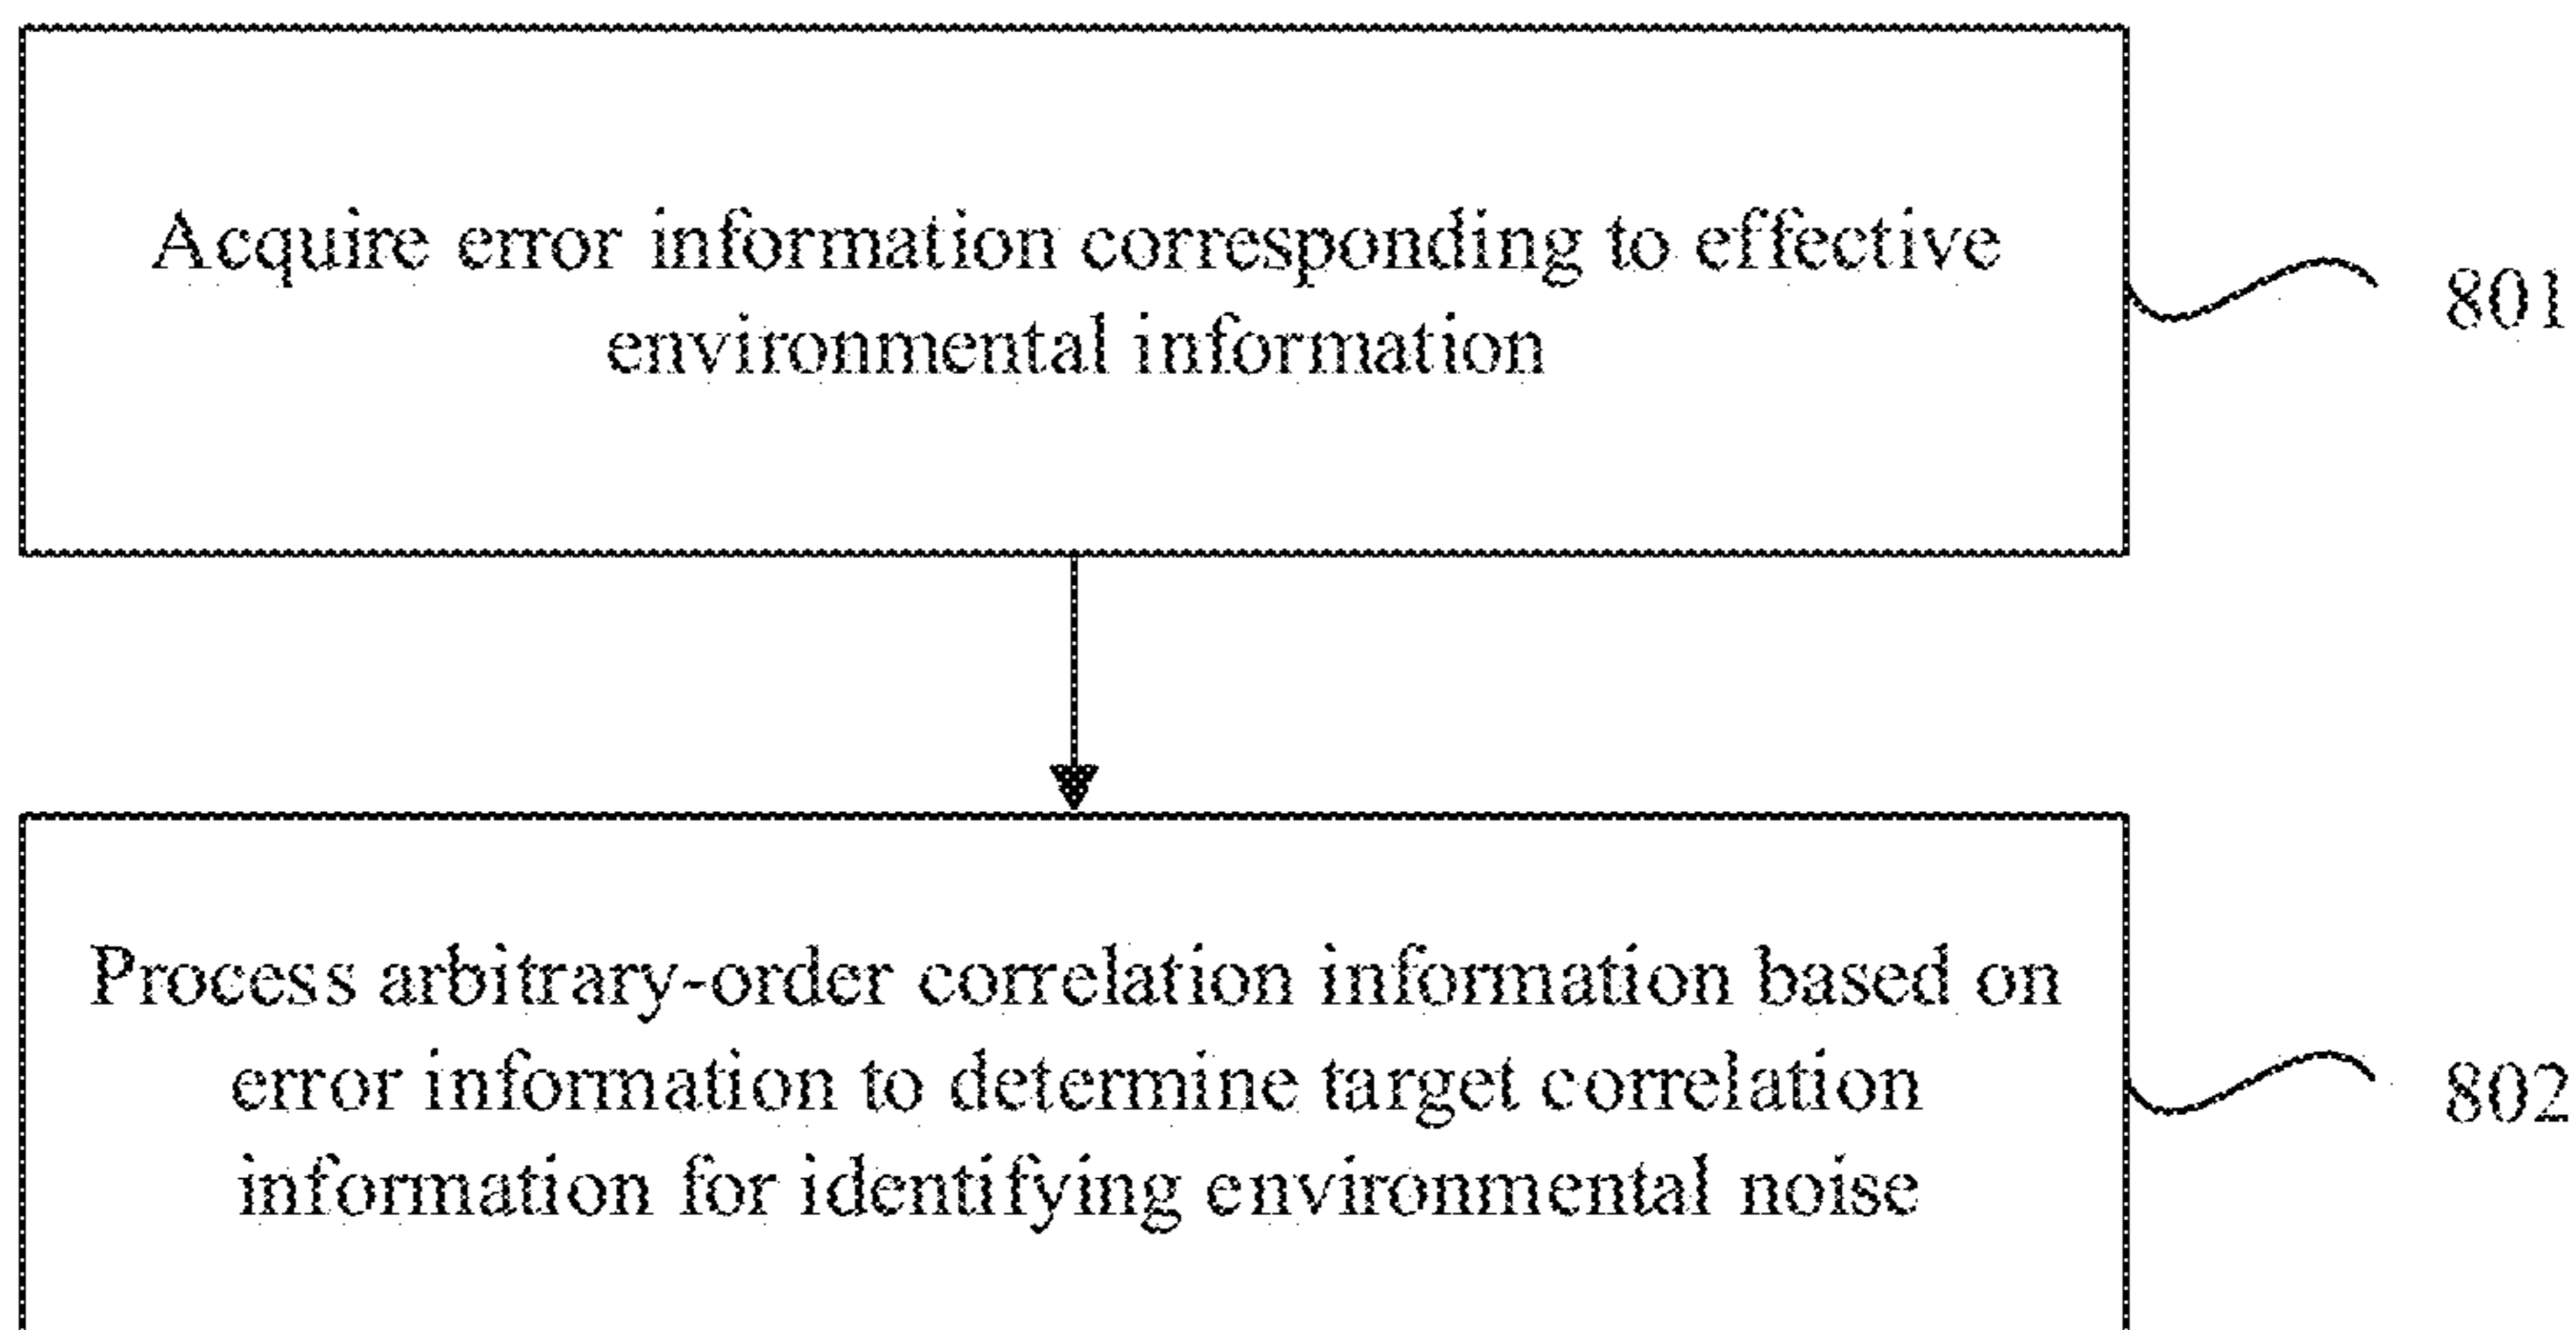 Acquire error information corresponding to effective
environmental information
801
Process arbitrary-order correlation information based on
error information to determine target correlation
information for identifying environmental noise
802